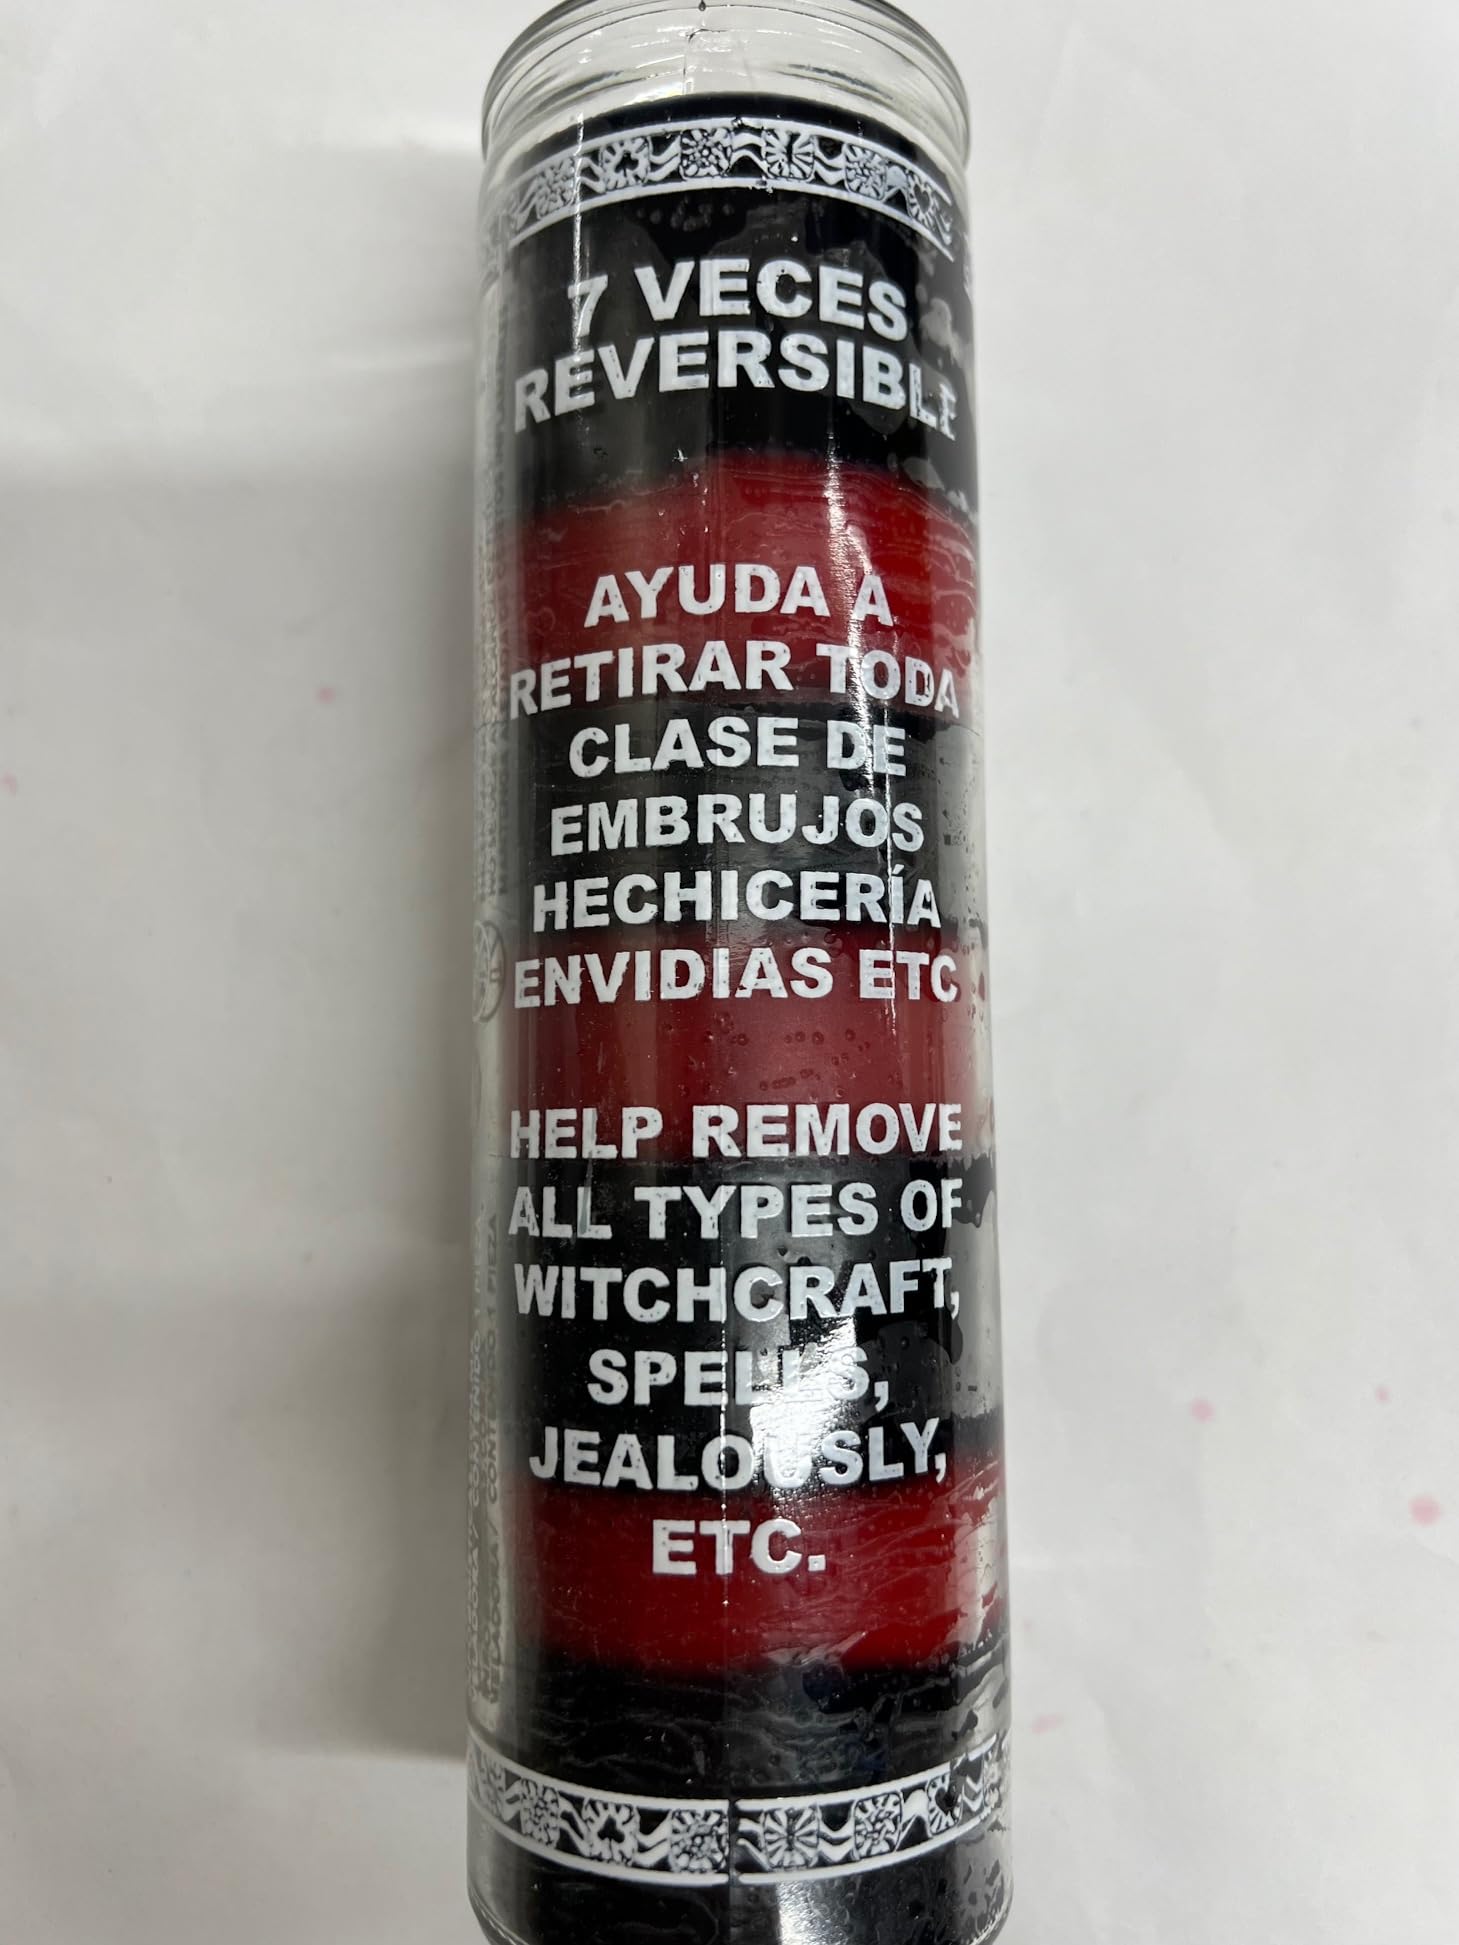 7 VECES
REVERSIBLE
AYUDA A
RETIRAR TODA
CLASE DE
EMBRUJOS
HECHICERÍA
ENVIDIAS ETC
HELP REMOVE
ALL TYPES OF
WITCHCRAFT,
SPELLS,
JEALOUSLY,
ETC.